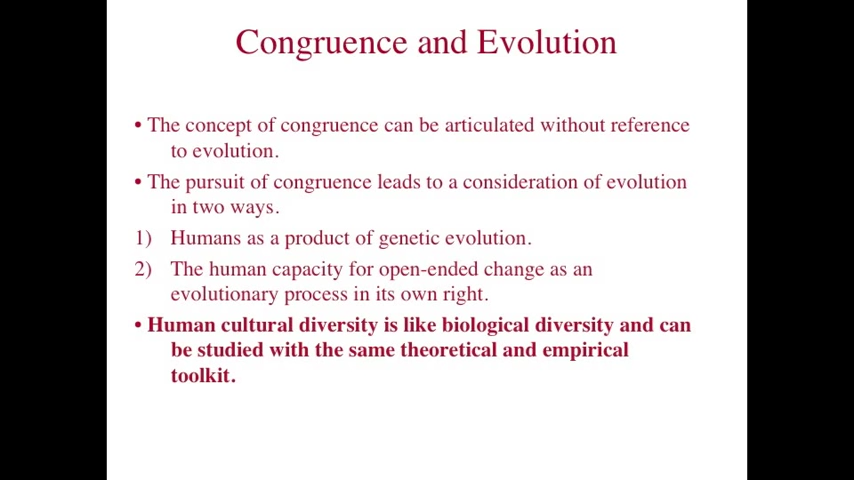 Congruence and Evolution
• The concept of congruence can be articulated without reference
to evolution.
• The pursuit of congruence leads to a consideration of evolution
in two ways.
1) Humans as a product of genetic evolution.
2) The human capacity for open-ended change as an
evolutionary process in its own right.
• Human cultural diversity is like biological diversity and can
be studied with the same theoretical and empirical
toolkit.